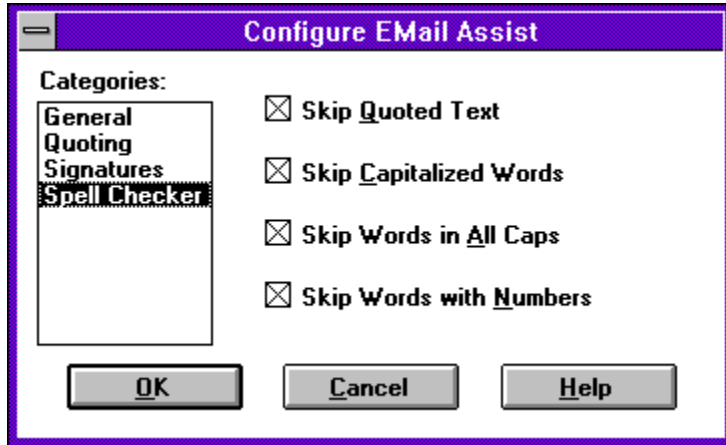 Configure EMail Assist
Categories:
General
Quoting
Signatures
Spell Checker
Skip Quoted Text
Skip Capitalized Words
Skip Words in All Caps
Skip Words with Numbers
OK
Cancel
Help